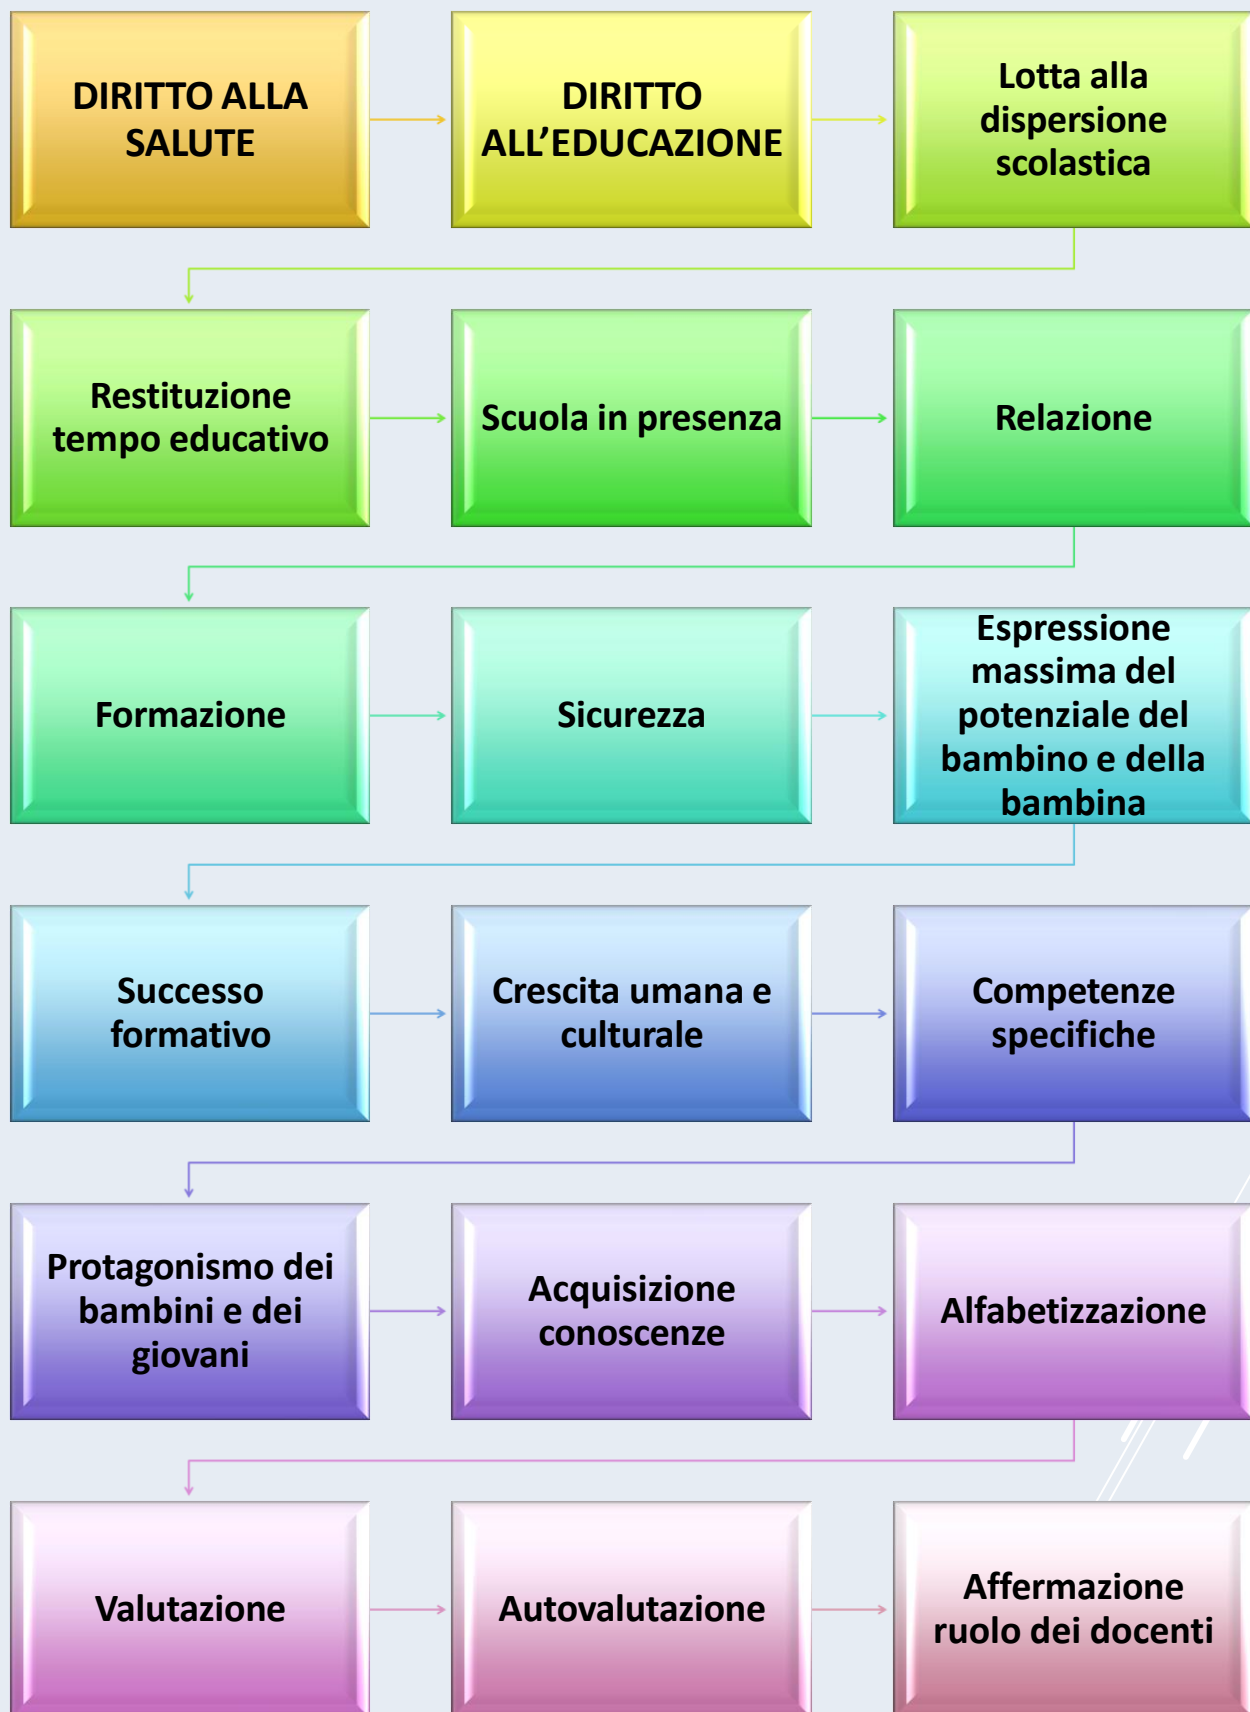 DIRITTO ALLA
SALUTE
DIRITTO
ALL’EDUCAZIONE
Lotta alla
dispersione
scolastica
Restituzione
tempo educativo
Scuola in presenza
Relazione
Formazione
Sicurezza
Espressione
massima del
potenziale del
bambino e della
bambina
Successo
formativo
Crescita umana e
culturale
Competenze
specifiche
Protagonismo dei
bambini e dei
giovani
Acquisizione
conoscenze
Alfabetizzazione
Valutazione
Autovalutazione
Affermazione
ruolo dei docenti